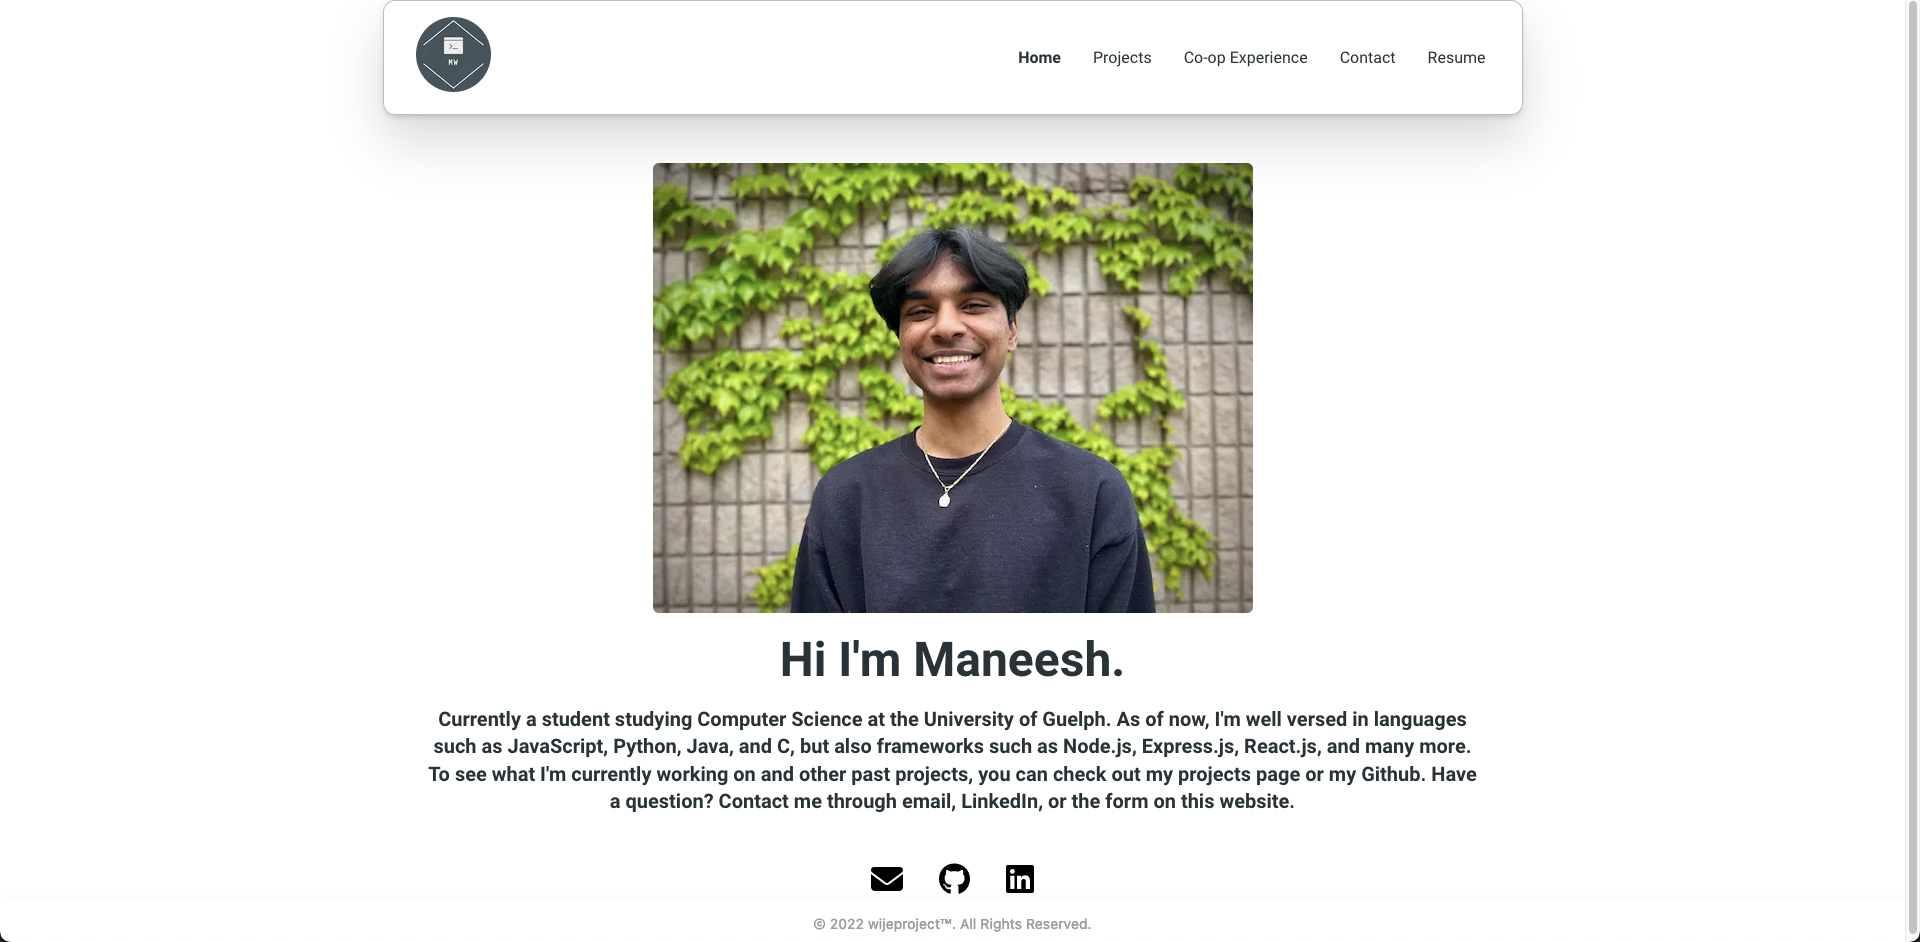 MW
Home Projects Co-op Experience Contact Resume
Hi I'm Maneesh.
Currently a student studying Computer Science at the University of Guelph. As of now, I'm well versed in languages
such as JavaScript, Python, Java, and C, but also frameworks such as Node.js, Express.js, React.js, and many more.
To see what I'm currently working on and other past projects, you can check out my projects page or my Github. Have
a question? Contact me through email, LinkedIn, or the form on this website.
in
© 2022 wijeproject™. All Rights Reserved.